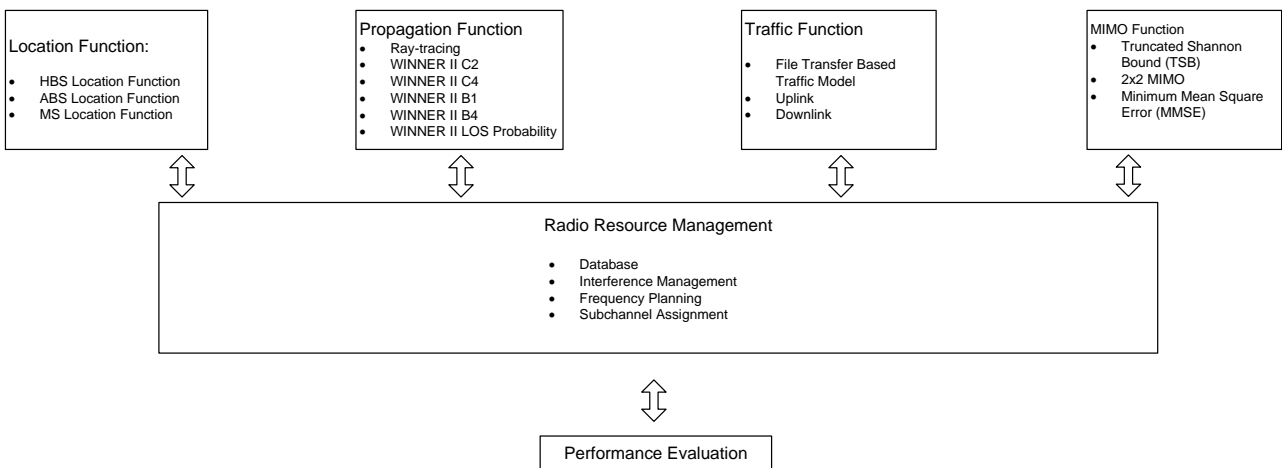 Location Function:
• HBS Location Function
• ABS Location Function
• MS Location Function
Propagation Function
• Ray-tracing
• WINNER II C2
• WINNER II C4
• WINNER II B1
• WINNER II B4
• WINNER II LOS Probability
Traffic Function
• File Transfer Based
Traffic Model
• Uplink
• Downlink
MIMO Function
• Truncated Shannon
Bound (TSB)
• 2x2 MIMO
• Minimum Mean Square
Error (MMSE)
Radio Resource Management
• Database
• Interference Management
• Frequency Planning
• Subchannel Assignment
Performance Evaluation